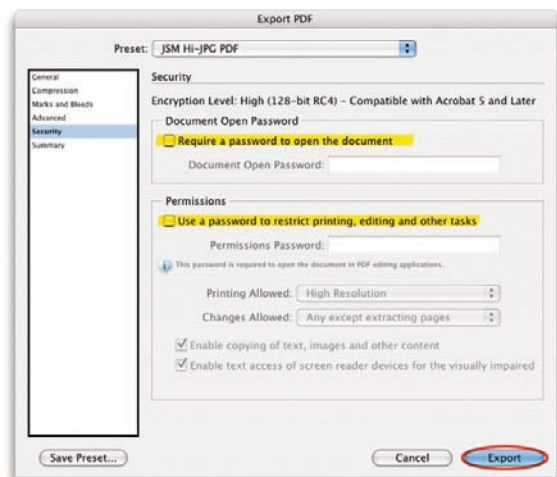 Export PDF
Preset: JSM Hi-JPG PDF
General
Compression
Marks and Bleeds
Advanced
Security
Summary
Security
Encryption Level: High (128-bit RC4) – Compatible with Acrobat 5 and Later
Document Open Password
Require a password to open the document
Document Open Password:
Permissions
Use a password to restrict printing, editing and other tasks
Permissions Password:
This password is required to open the document in PDF editing applications.
Printing Allowed: High Resolution
Changes Allowed: Any except extracting pages
Enable copying of text, images and other content
Enable text access of screen reader devices for the visually impaired
Save Preset...
Cancel
Export